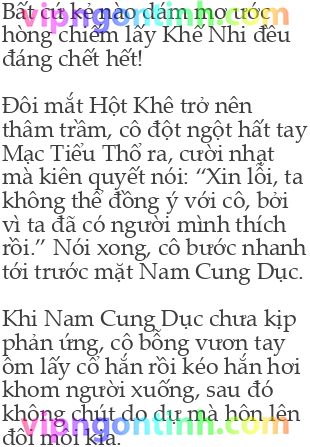 Bất cứ kẻ nào dám mơ ước
hòng chiếm lấy Khê Nhi đều
đáng chết hết!
Đôi mắt Hột Khê trở nên
thâm trầm, cô đột ngột hất tay
Mạc Tiểu Thổ ra, cười nhạt
mà kiên quyết nói: “Xin lỗi, ta
không thể đồng ý với cô, bởi
vì ta đã có người mình thích
rồi.” Nói xong, cô bước nhanh
tới trước mặt Nam Cung Dục.
Khi Nam Cung Dục chưa kịp
phản ứng, cô bỗng vươn tay
ôm lấy cổ hắn rồi kéo hắn hơi
khom người xuống, sau đó
không chút do dự mà hôn lên
đôi môi kia.
vipngontinh.com
vipngontinh.com